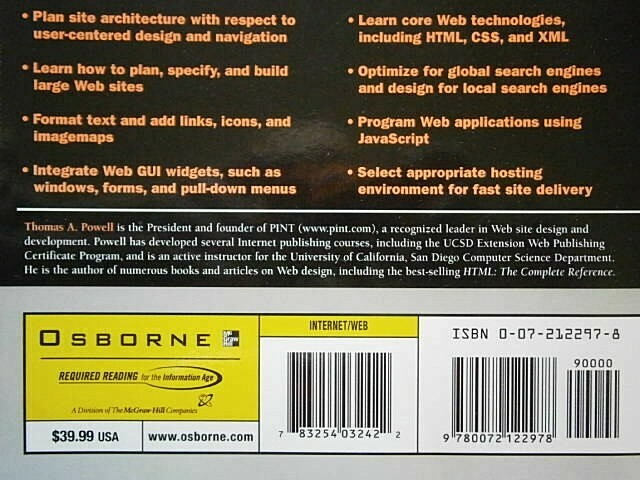 • Plan site architecture with respect to
user-centered design and navigation
• Learn how to plan, specify, and build
large Web sites
• Format text and add links, icons, and
imagemaps
• Integrate Web GUI widgets, such as
windows, forms, and pull-down menus
• Learn core Web technologies,
including HTML, CSS, and XML
• Optimize for global search engines
and design for local search engines
• Program Web applications using
JavaScript
• Select appropriate hosting
environment for fast site delivery
Thomas A. Powell is the President and founder of PINT (www.pint.com), a recognized leader in Web site design and
development. Powell has developed several Internet publishing courses, including the UCSD Extension Web Publishing
Certificate Program, and is an active instructor for the University of California, San Diego Computer Science Department.
He is the author of numerous books and articles on Web design, including the best-selling HTML: The Complete Reference.
OSBORNE
Mc
Graw
Hill
REQUIRED READING for the Information Age
A Division of The McGraw-Hill Companies
$39.99 USA
www.osborne.com
INTERNET/WEB
7 83254 03242 2
ISBN 0-07-212297-8
90000
9 780072 122978